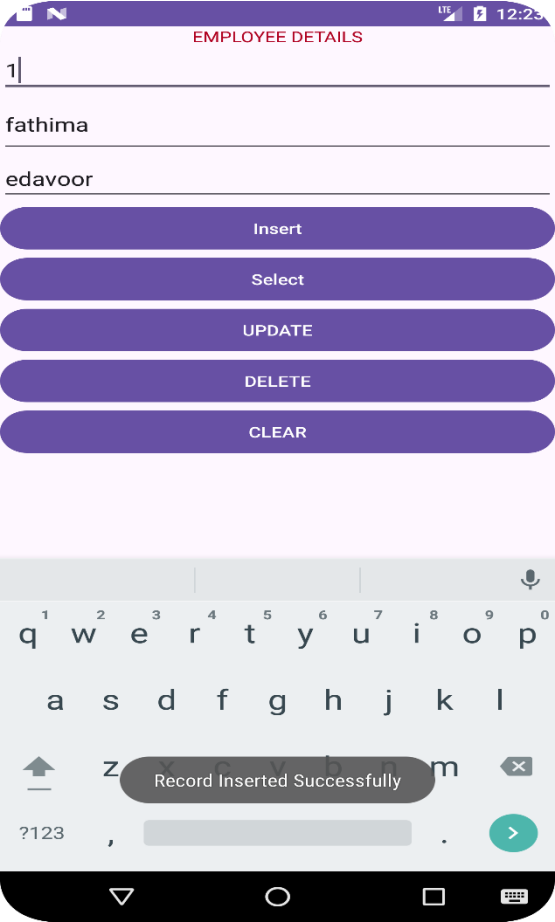 LTE 12:23
EMPLOYEE DETAILS
1
fathima
edavoor
Insert
Select
UPDATE
DELETE
CLEAR
1 2 3 4 5 6 7 8 9 0
q w e r t y u i o p
a s d f g h j k l
z x c v b n m
Record Inserted Successfully
?123 , .